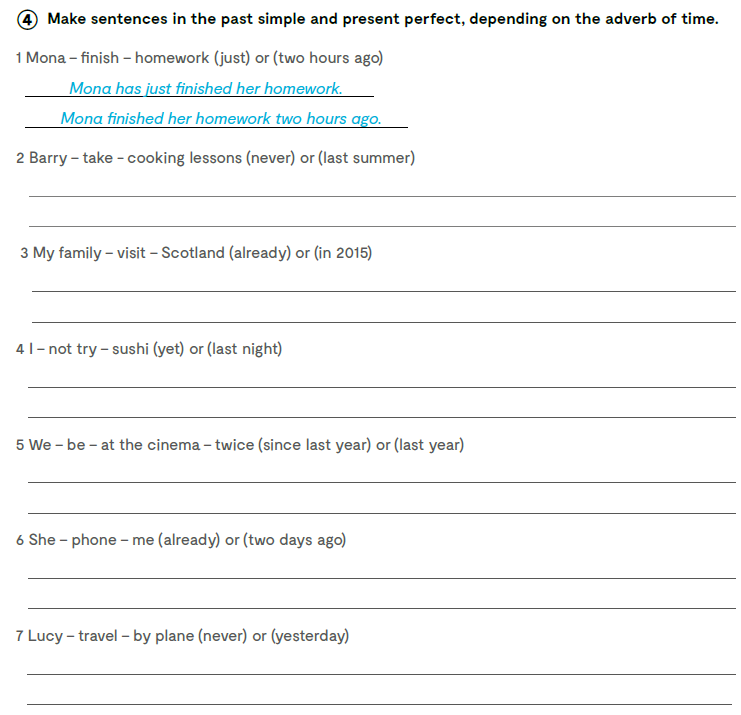 4 Make sentences in the past simple and present perfect, depending on the adverb of time.
1 Mona – finish – homework (just) or (two hours ago)
Mona has just finished her homework.
Mona finished her homework two hours ago.
2 Barry – take - cooking lessons (never) or (last summer)
3 My family – visit – Scotland (already) or (in 2015)
4 I – not try – sushi (yet) or (last night)
5 We – be – at the cinema – twice (since last year) or (last year)
6 She – phone – me (already) or (two days ago)
7 Lucy – travel – by plane (never) or (yesterday)